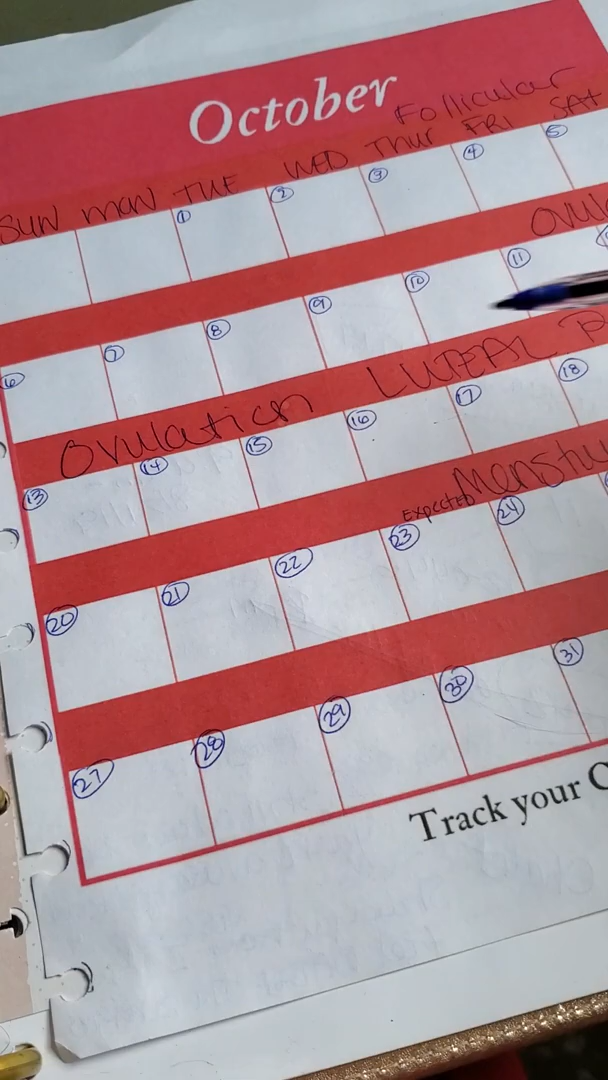 October
Follicular
SUN MON TUE WED THUR FRI SAT
1 2 3 4 5
6 7 8 9 10 11
Ovulation LUTEAL
13 14 15 16 17 18
Expected
20 21 22 23 24
27 28 29 30 31
Track your